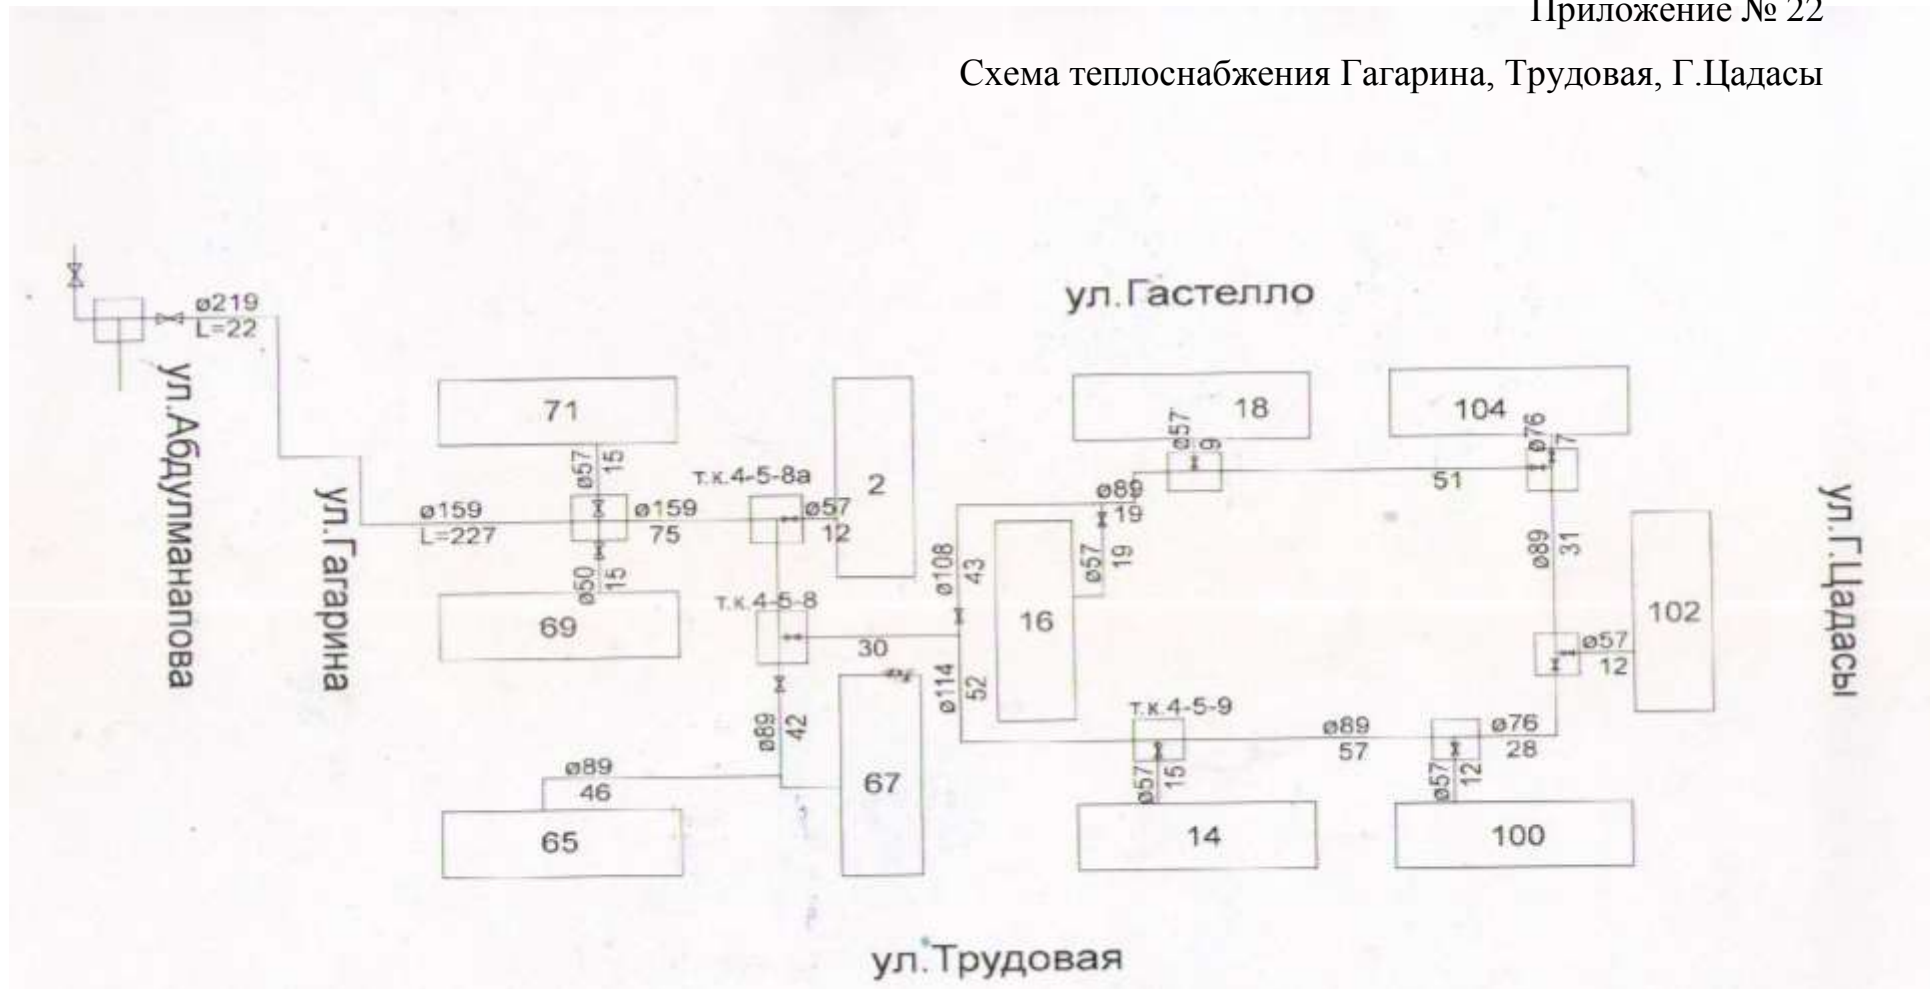 Приложение № 22
Схема теплоснабжения Гагарина, Трудовая, Г.Цадасы
ул.Гастелло
ø219
L=22
ул.Абдулманапова
ул.Гагарина
71
ø57
15
ø159
L=227
ø159
75
ø50
15
69
т.к.4-5-8а
ø57
12
2
т.к.4-5-8
30
ø89
42
67
ø89
46
65
ø108
43
ø114
52
16
ø89
19
ø57
19
18
ø57
9
51
104
ø76
7
ø89
31
102
ø57
12
т.к.4-5-9
ø57
15
14
ø89
57
ø57
12
100
ø76
28
ул.Г.Цадасы
ул.Трудовая